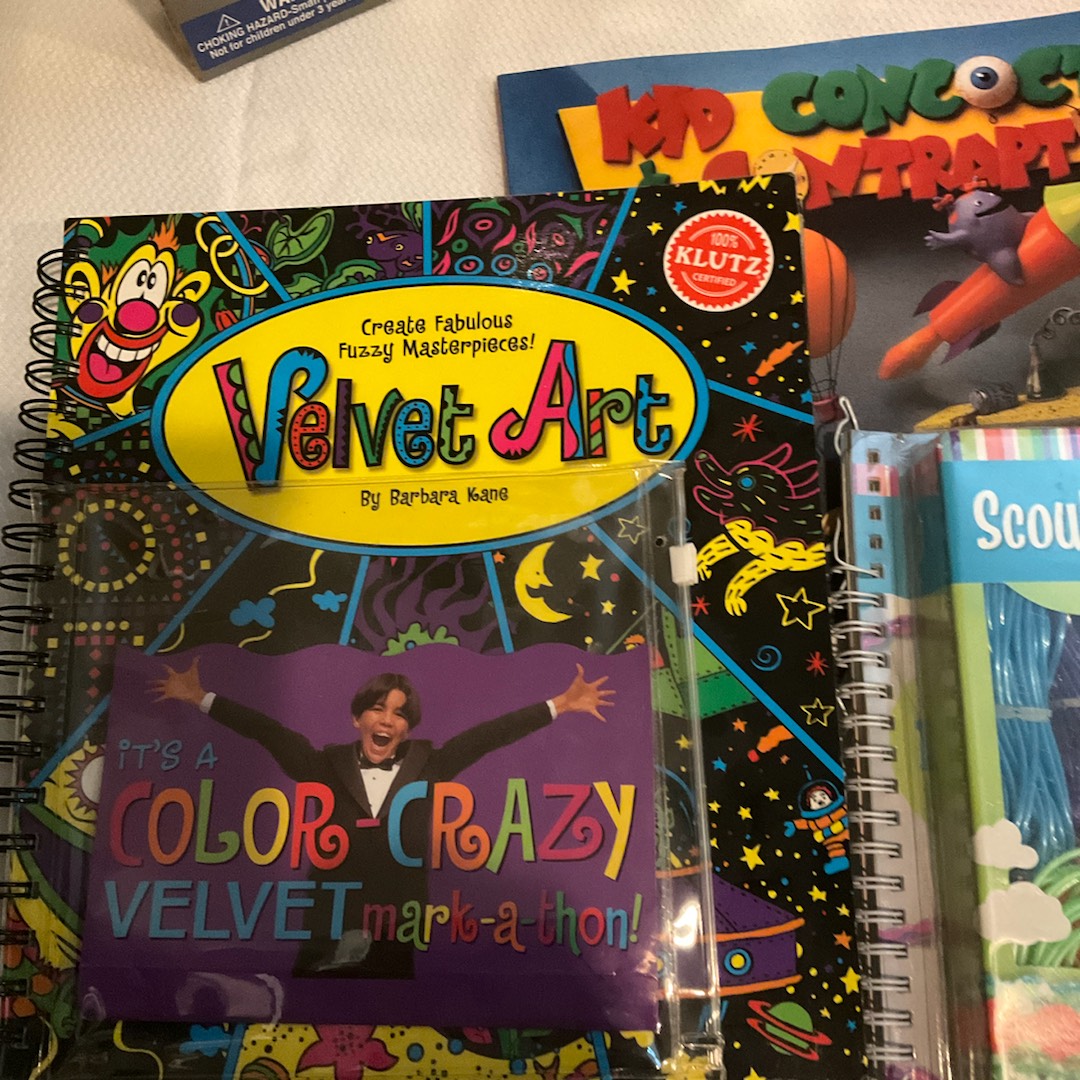 CHOKING HAZARD-Small
Not for children under 3 years
KID CONCOCT
CONTRAPT
100%
KLUTZ
CERTIFIED
Create Fabulous
Fuzzy Masterpieces!
Velvet Art
By Barbara Kane
Scou
IT'S A
COLOR-CRAZY
VELVET mark-a-thon!